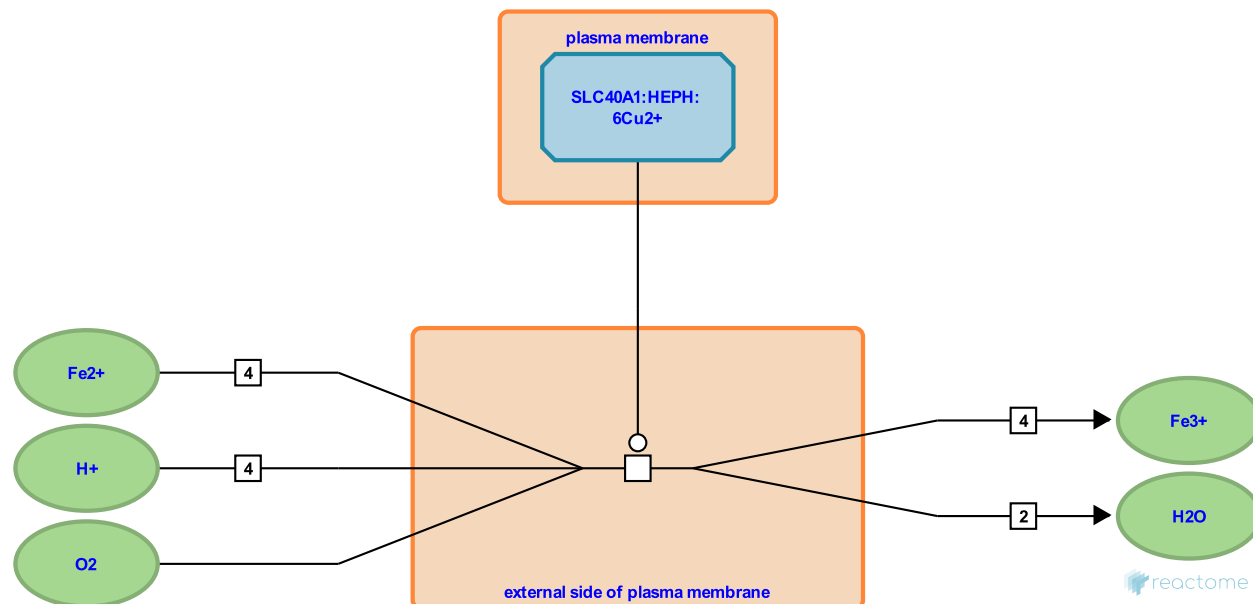 plasma membrane
SLC40A1:HEPH:
6Cu2+
Fe2+
4
H+
4
O2
4
Fe3+
2
H2O
external side of plasma membrane
reactome